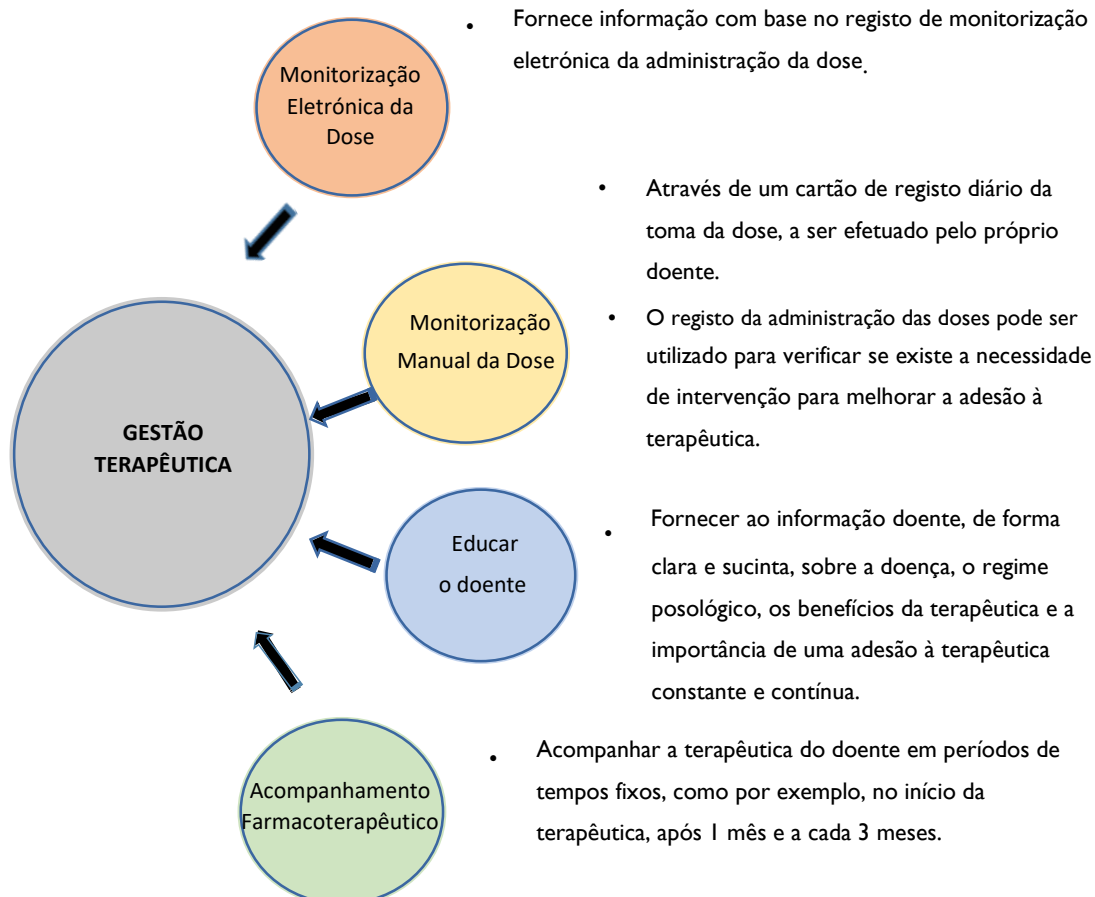 Monitorização
Eletrónica da
Dose
• Fornece informação com base no registo de monitorização
eletrónica da administração da dose.
Monitorização
Manual da Dose
• Através de um cartão de registo diário da
toma da dose, a ser efetuado pelo próprio
doente.
• O registo da administração das doses pode ser
utilizado para verificar se existe a necessidade
de intervenção para melhorar a adesão à
terapêutica.
GESTÃO
TERAPÊUTICA
Educar
o doente
• Fornecer ao informação doente, de forma
clara e sucinta, sobre a doença, o regime
posológico, os benefícios da terapêutica e a
importância de uma adesão à terapêutica
constante e contínua.
Acompanhamento
Farmacoterapêutico
• Acompanhar a terapêutica do doente em períodos de
tempos fixos, como por exemplo, no início da
terapêutica, após 1 mês e a cada 3 meses.